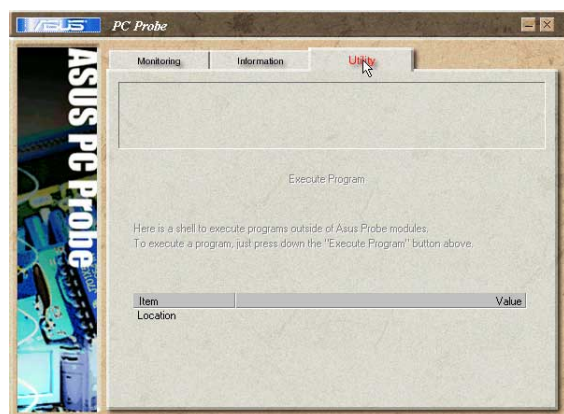 ASUS PC Probe
Monitoring Information Utility
ASUS PC Probe
Execute Program
Here is a shell to execute programs outside of Asus Probe modules.
To execute a program, just press down the "Execute Program" button above.
Item Value
Location